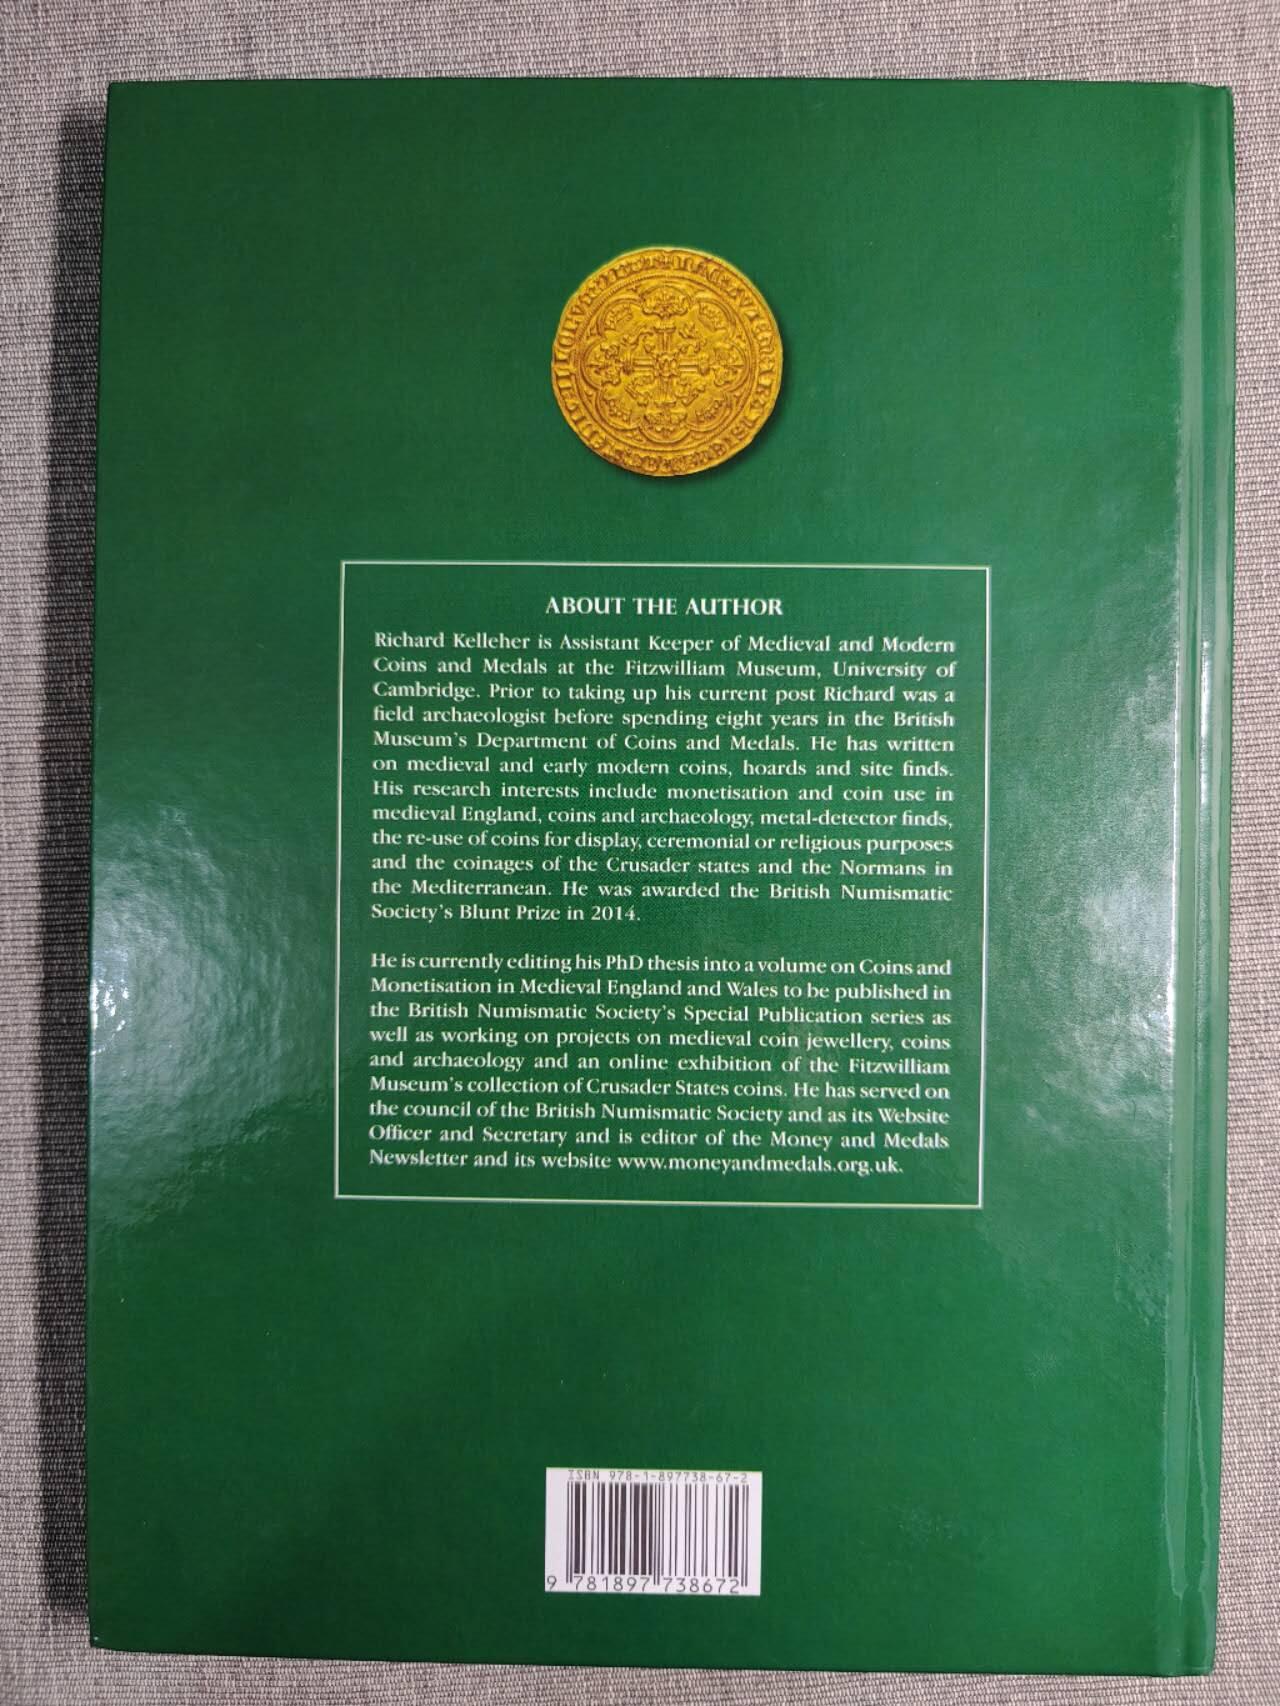 ABOUT THE AUTHOR
Richard Kelleher is Assistant Keeper of Medieval and Modern
Coins and Medals at the Fitzwilliam Museum, University of
Cambridge. Prior to taking up his current post Richard was a
field archaeologist before spending eight years in the British
Museum's Department of Coins and Medals. He has written
on medieval and early modern coins, hoards and site finds.
His research interests include monetisation and coin use in
medieval England, coins and archaeology, metal-detector finds,
the re-use of coins for display, ceremonial or religious purposes
and the coinages of the Crusader states and the Normans in
the Mediterranean. He was awarded the British Numismatic
Society's Blunt Prize in 2014.
He is currently editing his PhD thesis into a volume on Coins and
Monetisation in Medieval England and Wales to be published in
the British Numismatic Society's Special Publication series as
well as working on projects on medieval coin jewellery, coins
and archaeology and an online exhibition of the Fitzwilliam
Museum's collection of Crusader States coins. He has served on
the council of the British Numismatic Society and as its Website
Officer and Secretary and is editor of the Money and Medals
Newsletter and its website www.moneyandmedals.org.uk.
ISBN 978-1-897738-67-2
9 781897 738672